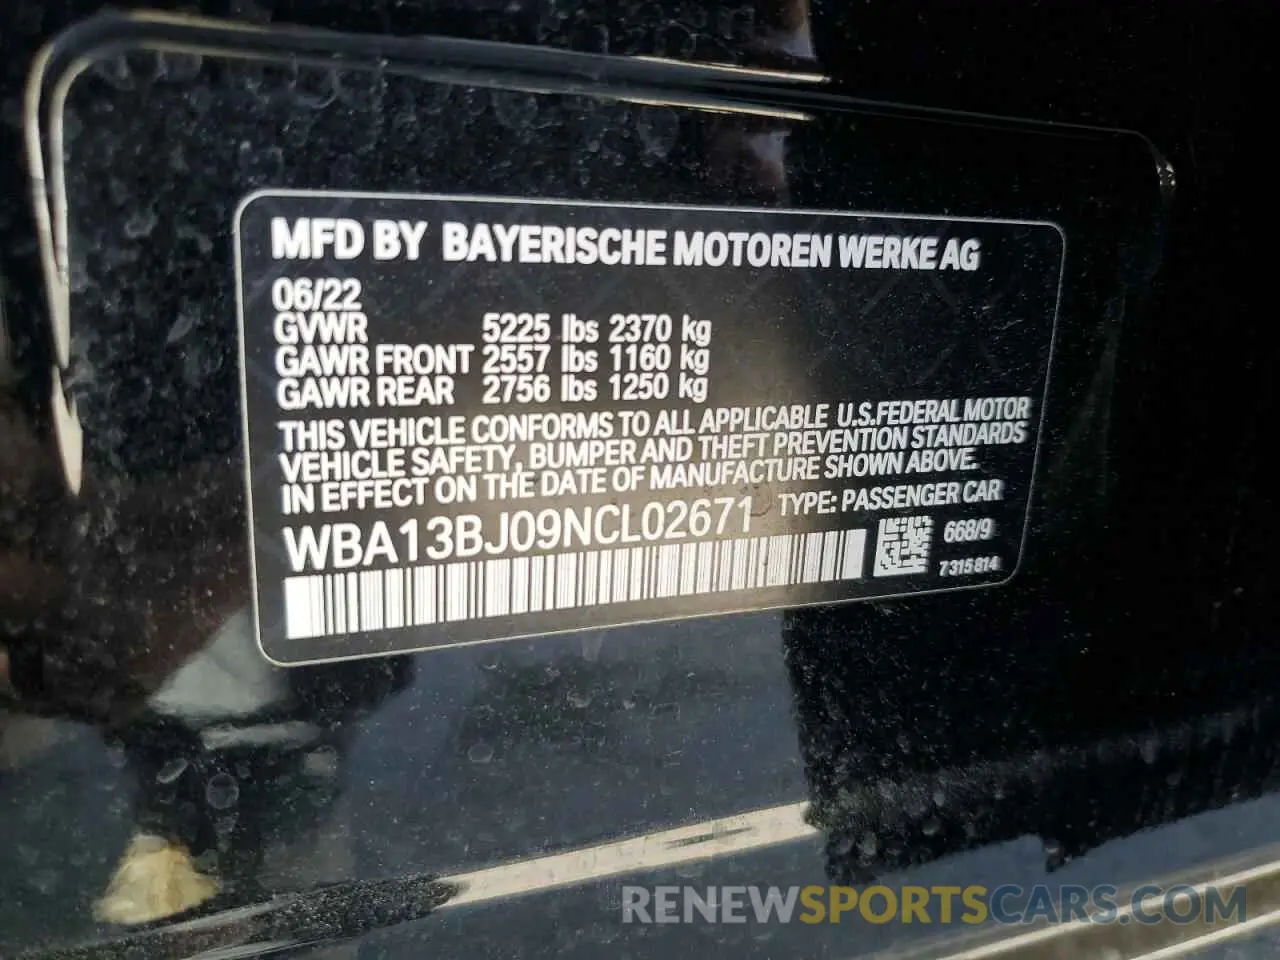 MFD BY BAYERISCHE MOTOREN WERKE AG
06/22
GVWR 5225 lbs 2370 kg
GAWR FRONT 2557 lbs 1160 kg
GAWR REAR 2756 lbs 1250 kg
THIS VEHICLE CONFORMS TO ALL APPLICABLE U.S.FEDERAL MOTOR
VEHICLE SAFETY, BUMPER AND THEFT PREVENTION STANDARDS
IN EFFECT ON THE DATE OF MANUFACTURE SHOWN ABOVE.
WBA13BJ09NCL02671 TYPE: PASSENGER CAR
668/9
7315814
RENEWSPORTSCARS.COM